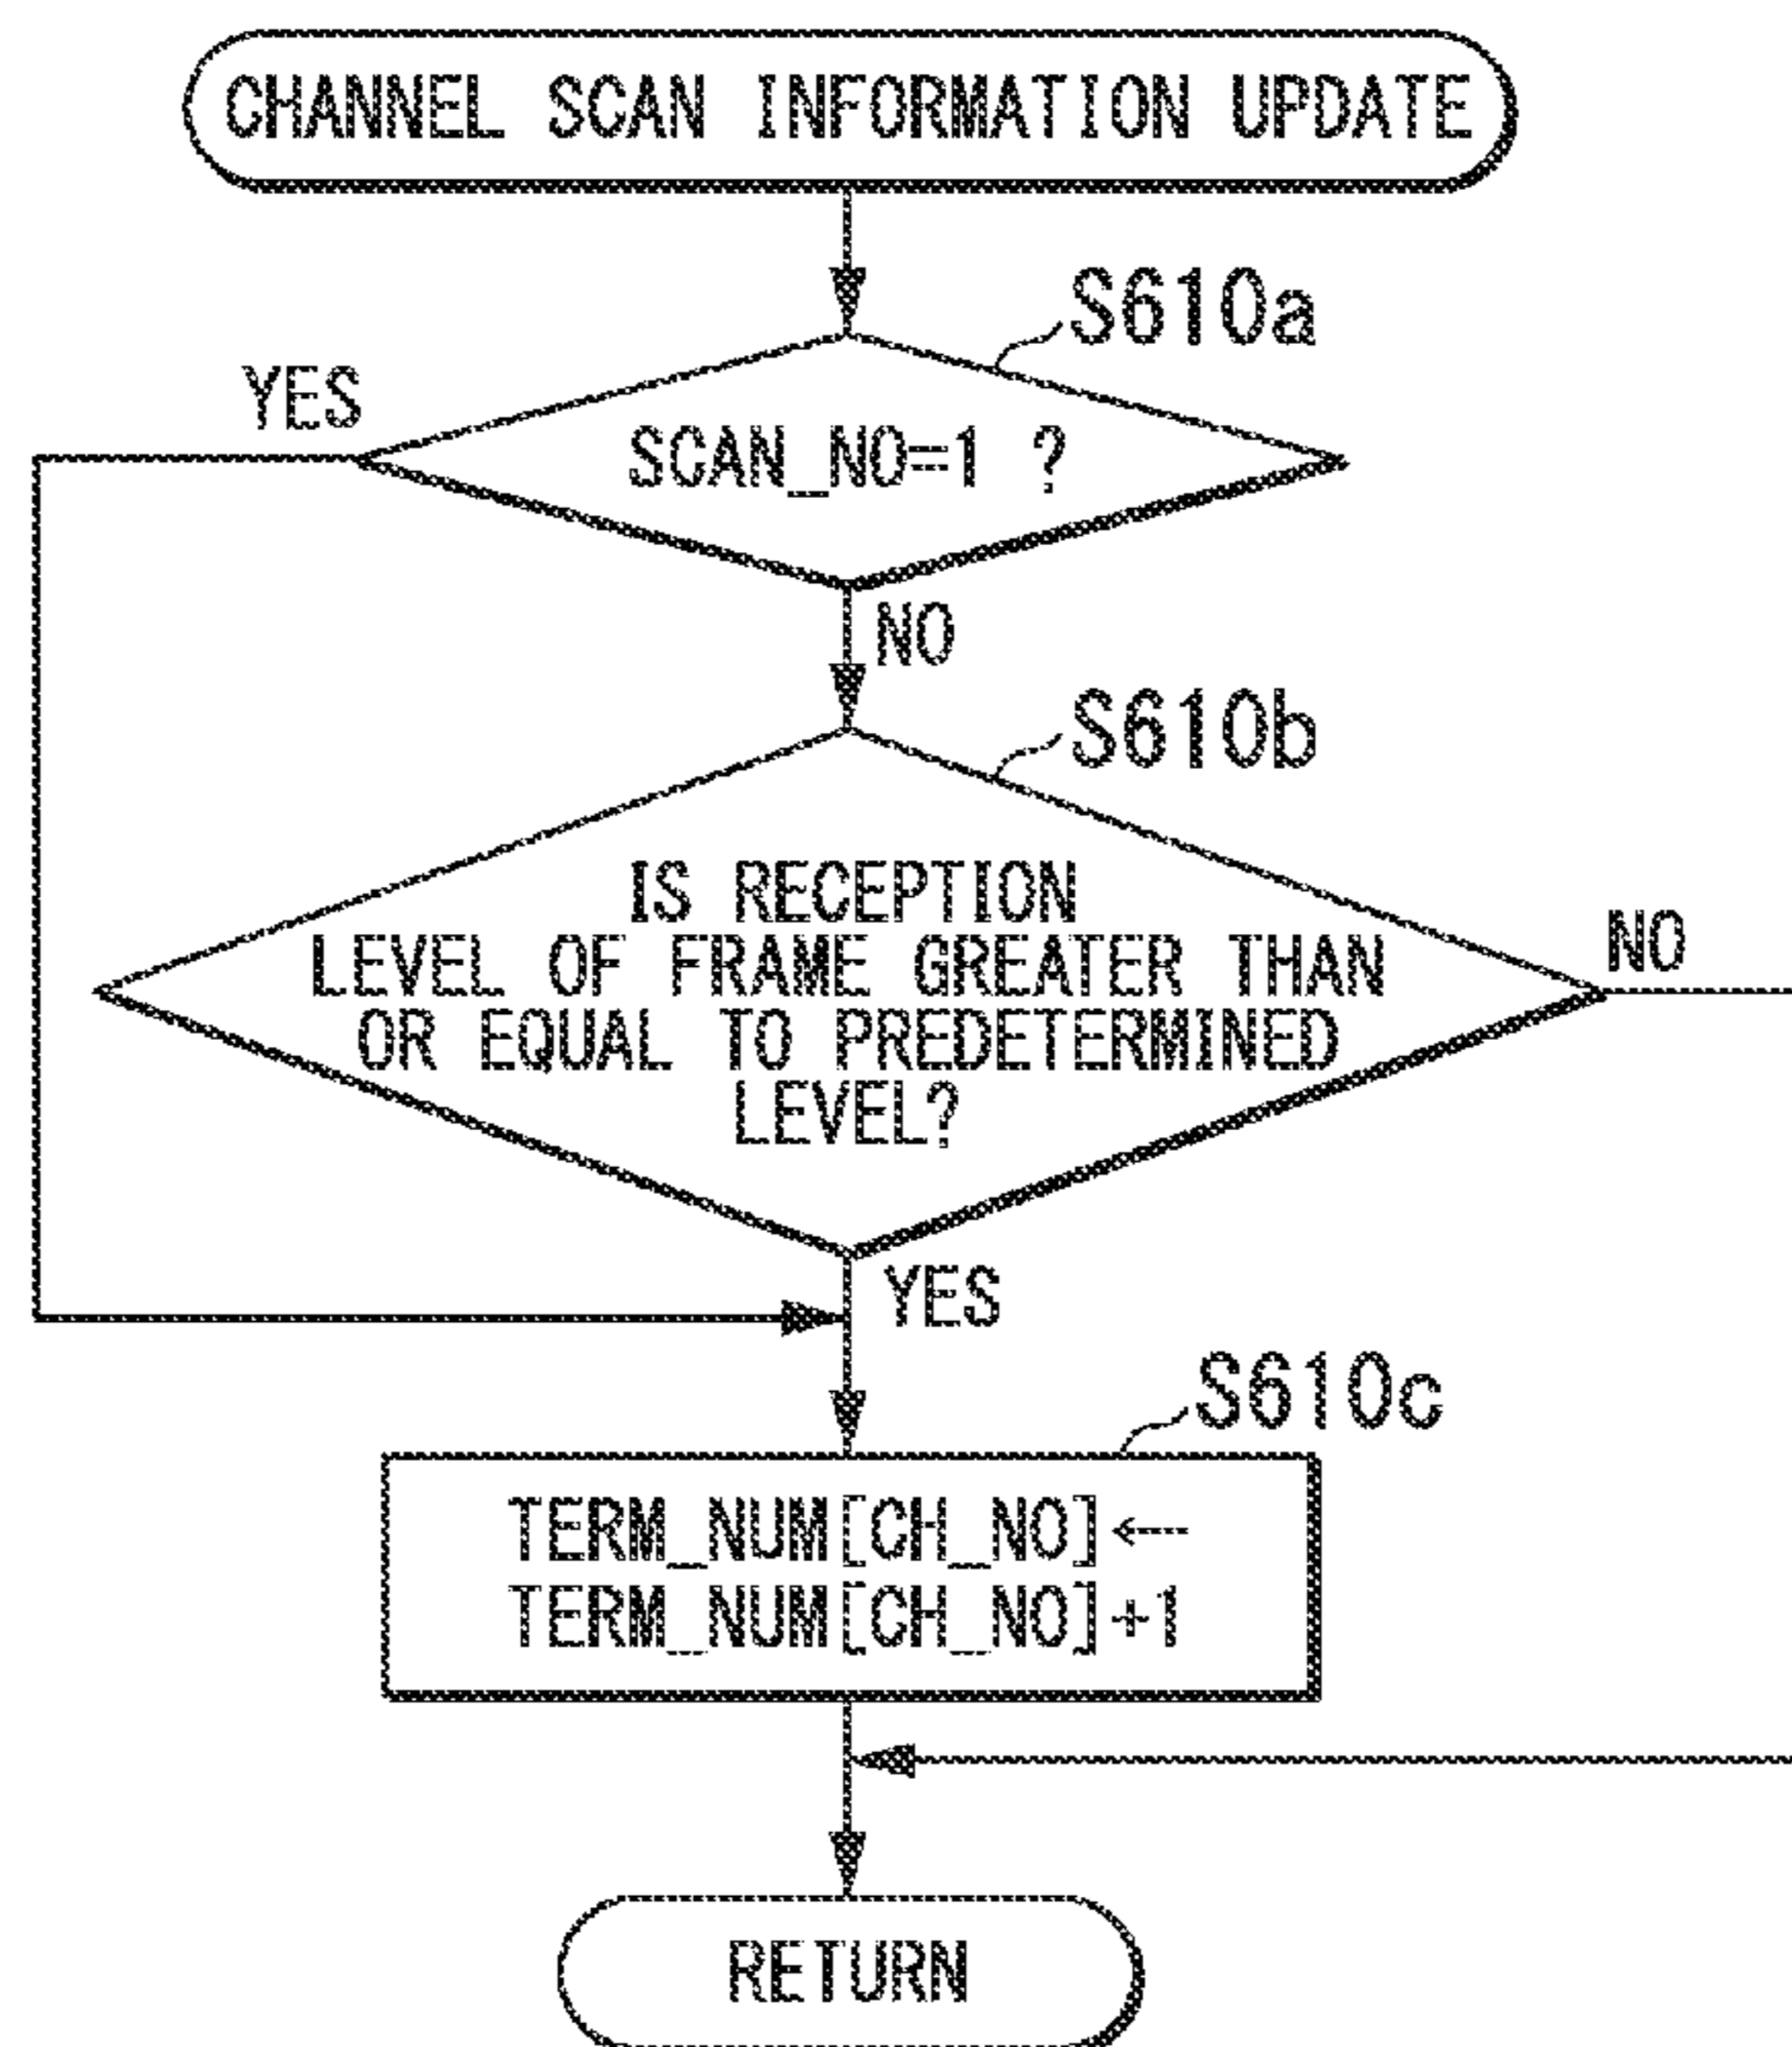 CHANNEL SCAN INFORMATION UPDATE
S610a
YES
SCAN_NO=1 ?
NO
S610b
IS RECEPTION
LEVEL OF FRAME GREATER THAN
OR EQUAL TO PREDETERMINED
LEVEL?
NO
YES
S610c
TERM_NUM[CH_NO]←
TERM_NUM[CH_NO]+1
RETURN